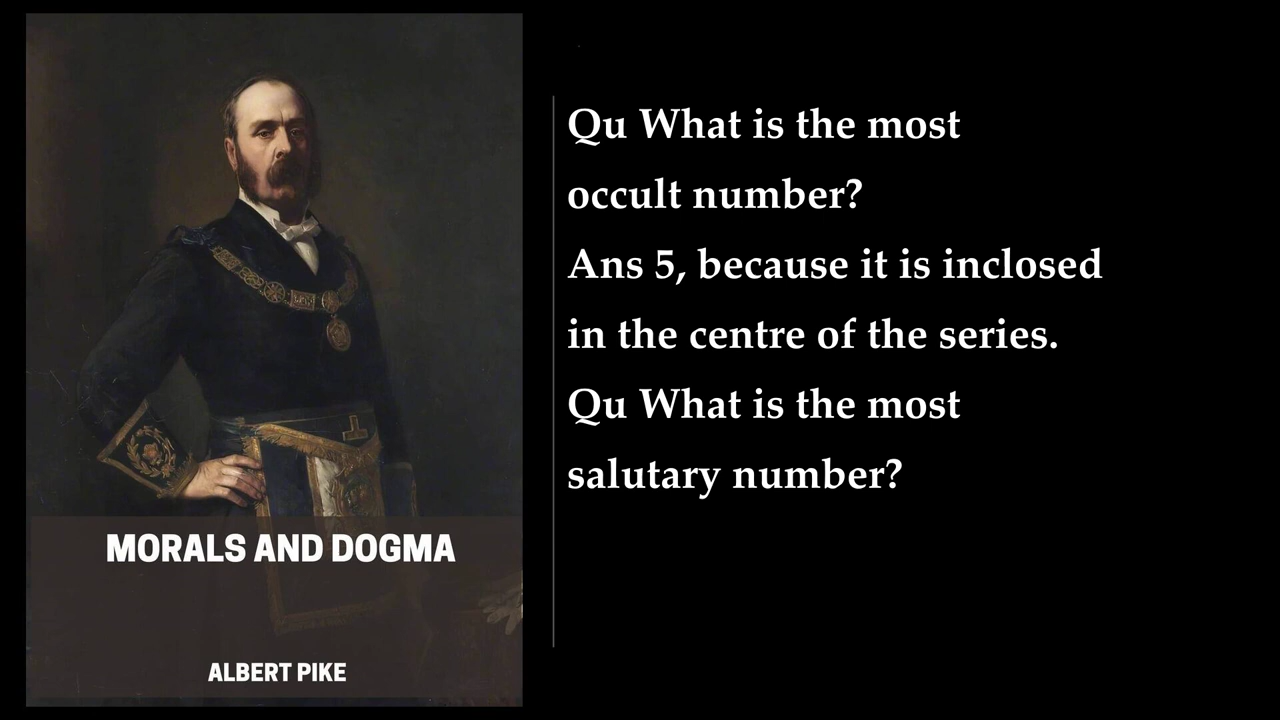 MORALS AND DOGMA
ALBERT PIKE
Qu What is the most
occult number?
Ans 5, because it is inclosed
in the centre of the series.
Qu What is the most
salutary number?